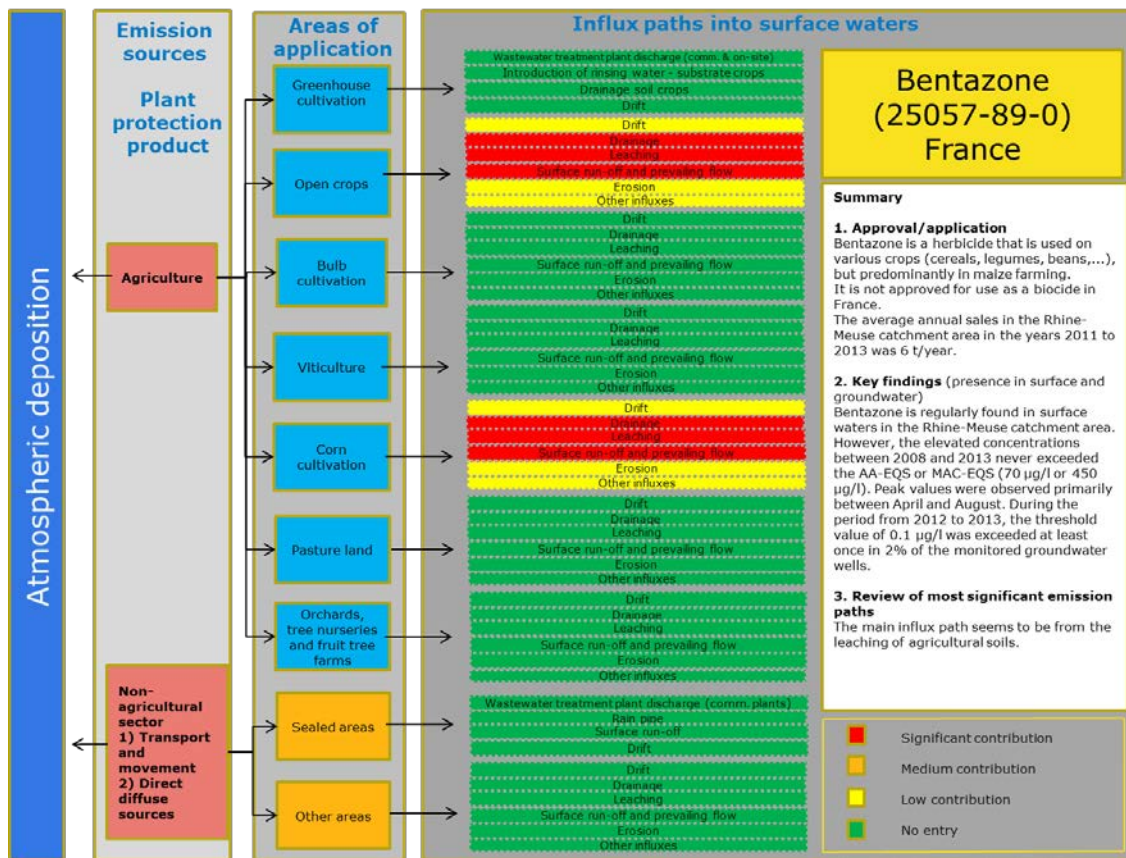 Atmospheric deposition
Emission
sources
Plant
protection
product
Agriculture
Non-
agricultural
sector
1) Transport
and
movement
2) Direct
diffuse
sources
Areas of
application
Greenhouse
cultivation
Open crops
Bulb
cultivation
Viticulture
Corn
cultivation
Pasture land
Orchards,
tree nurseries
and fruit tree
farms
Sealed areas
Other areas
Influx paths into surface waters
Wastewater treatment plant discharge (comm. & on-site)
Introduction of rinsing water - substrate crops
Drainage soil crops
Drift
Drift
Drainage
Leaching
Surface run-off and prevailing flow
Erosion
Other influxes
Drift
Drainage
Leaching
Surface run-off and prevailing flow
Erosion
Other influxes
Drift
Drainage
Leaching
Surface run-off and prevailing flow
Erosion
Other influxes
Drift
Drainage
Leaching
Surface run-off and prevailing flow
Erosion
Other influxes
Drift
Drainage
Leaching
Surface run-off and prevailing flow
Erosion
Other influxes
Drift
Drainage
Leaching
Surface run-off and prevailing flow
Erosion
Other influxes
Wastewater treatment plant discharge (comm. plants)
Rain pipe
Surface run-off
Drift
Drift
Drainage
Leaching
Surface run-off and prevailing flow
Erosion
Other influxes
Bentazone
(25057-89-0)
France
Summary
1. Approval/application
Bentazone is a herbicide that is used on
various crops (cereals, legumes, beans,...),
but predominantly in maize farming.
It is not approved for use as a biocide in
France.
The average annual sales in the Rhine-
Meuse catchment area in the years 2011 to
2013 was 6 t/year.
2. Key findings (presence in surface and
groundwater)
Bentazone is regularly found in surface
waters in the Rhine-Meuse catchment area.
However, the elevated concentrations
between 2008 and 2013 never exceeded
the AA-EQS or MAC-EQS (70 µg/l or 450
µg/l). Peak values were observed primarily
between April and August. During the
period from 2012 to 2013, the threshold
value of 0.1 µg/l was exceeded at least
once in 2% of the monitored groundwater
wells.
3. Review of most significant emission
paths
The main influx path seems to be from the
leaching of agricultural soils.
Significant contribution
Medium contribution
Low contribution
No entry